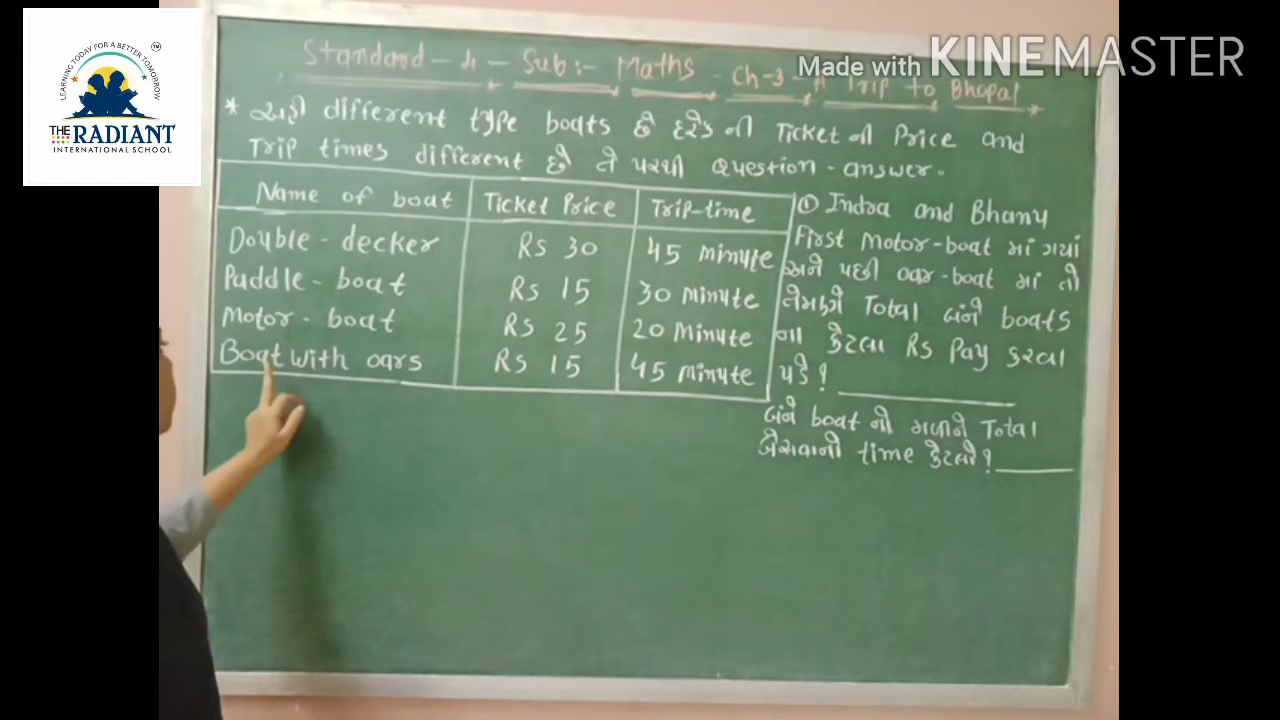 LEARNING TODAY FOR A BETTER TOMORROW
TM
THE RADIANT
INTERNATIONAL SCHOOL
Made with KINEMASTER
Standard - 4 - Sub:- Maths - Ch-3 - A Trip to Bhopal
* અહીં different type boats છે દરેક ની Ticket ની Price and
Trip times different છે તે પરથી question - answer.
Name of boat Ticket Price Trip-time
Double - decker Rs 30 45 Minute
Paddle - boat Rs 15 30 Minute
Motor - boat Rs 25 20 Minute
Boat with oars Rs 15 45 Minute
① Indra and Bhanu
First Motor-boat માં ગયાં
અને પછી oar-boat માં તો
તેમણે Total બંને boats
ના કેટલા Rs Pay કરવા
પડે?
બંને boat નો મળીને Total
બેસવાનો time કેટલો?